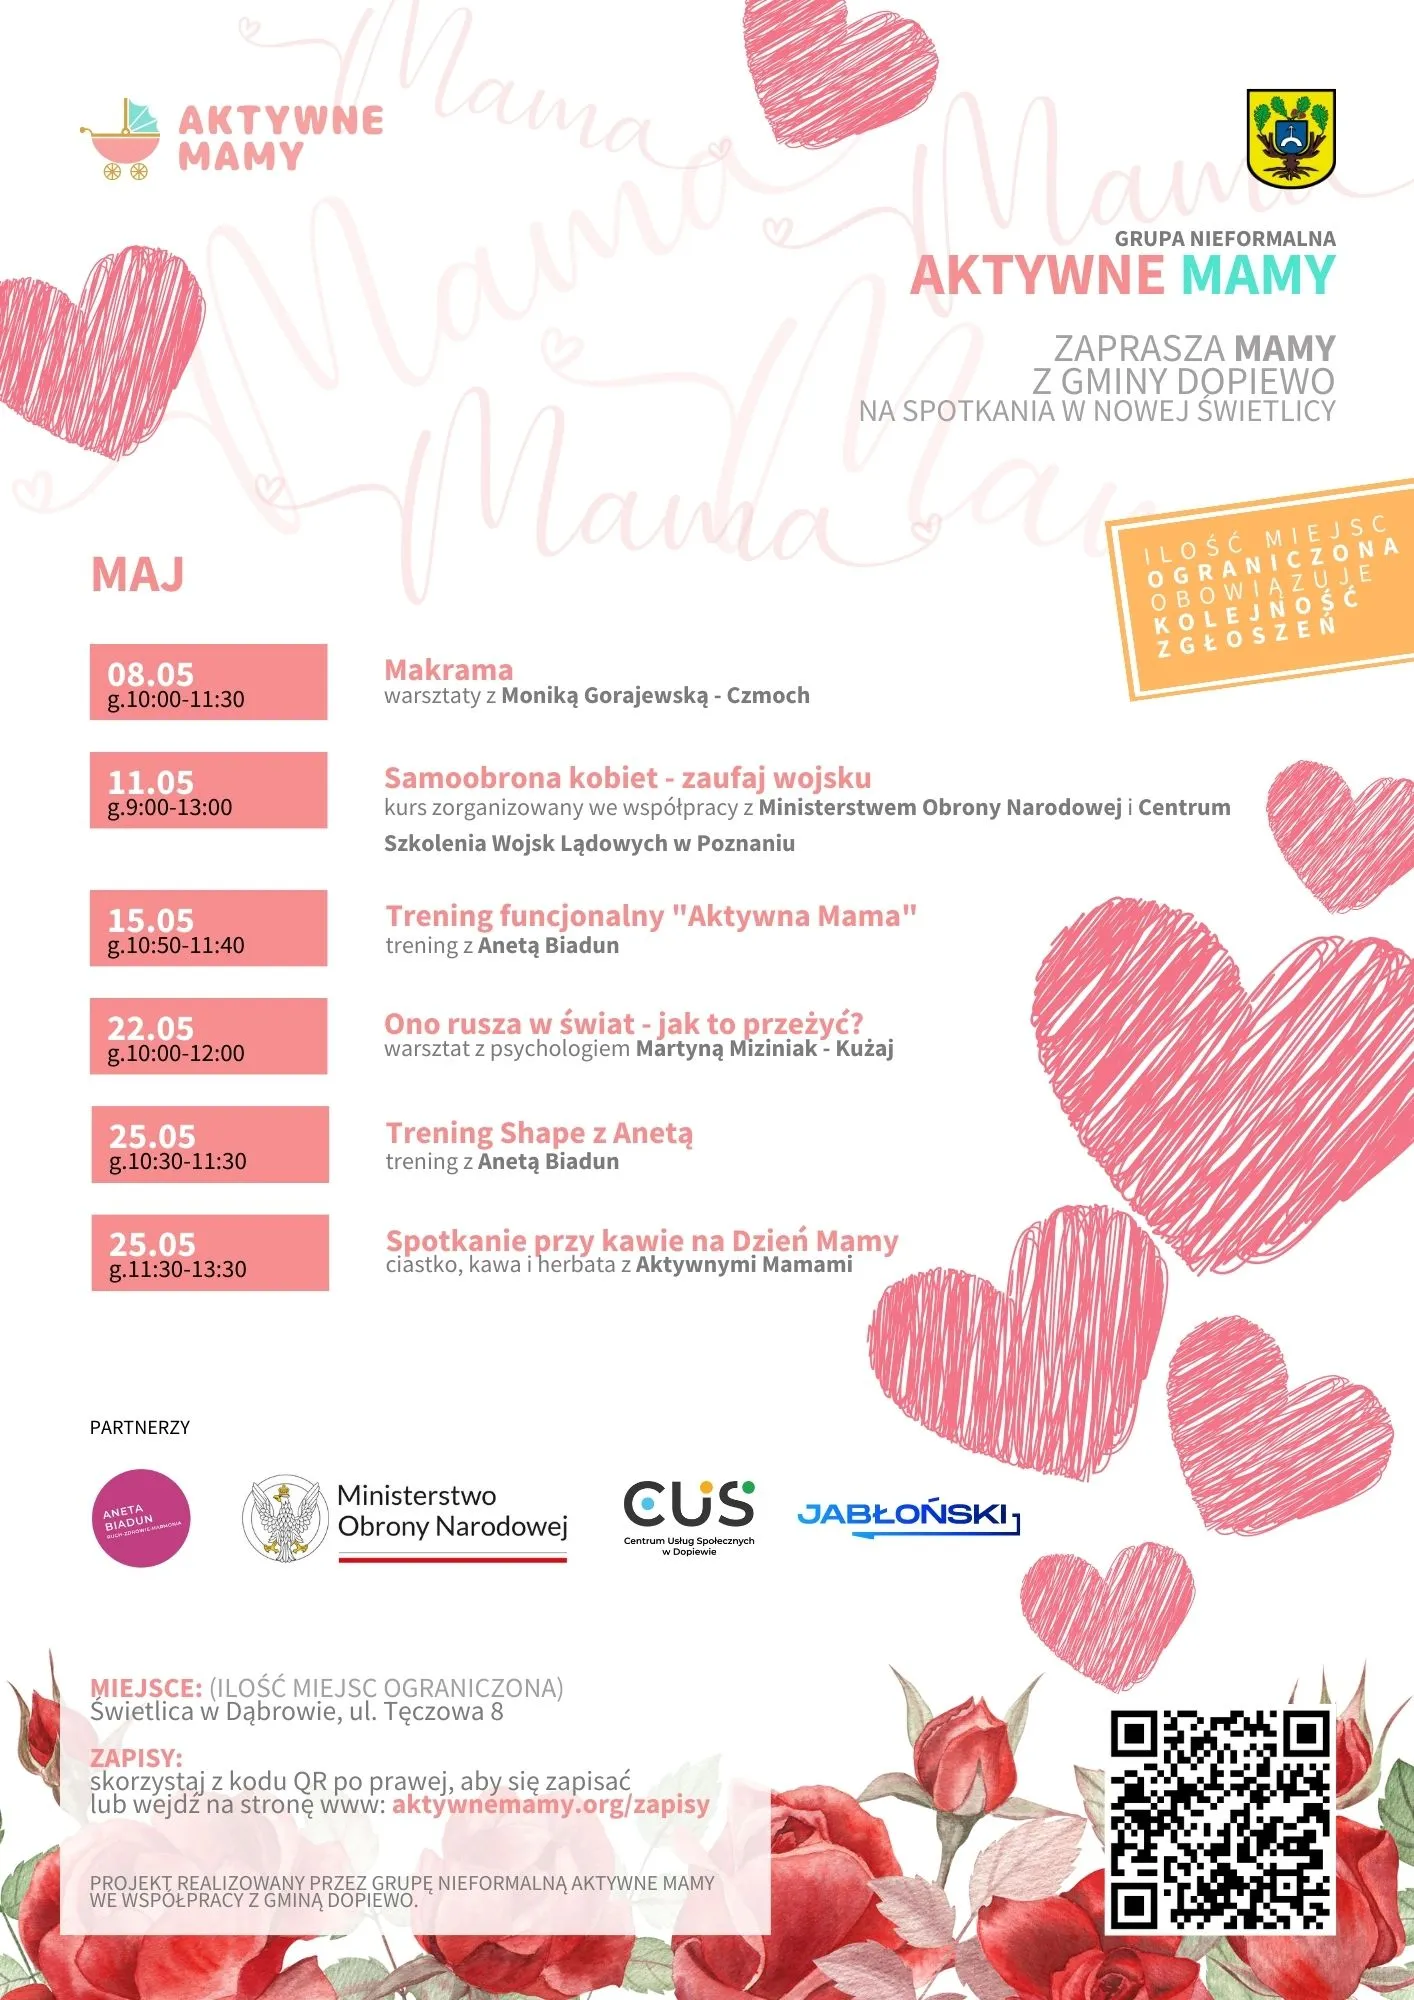 Mama
Mama
Mama
Mama
Mama
AKTYWNE
MAMY
GRUPA NIEFORMALNA
AKTYWNE MAMY
ZAPRASZA MAMY
Z GMINY DOPIEWO
NA SPOTKANIA W NOWEJ ŚWIETLICY
ILOŚĆ MIEJSC
OGRANICZONA
OBOWIĄZUJE
KOLEJNOŚĆ
ZGŁOSZEŃ
MAJ
08.05
g.10:00-11:30
Makrama
warsztaty z Moniką Gorajewską - Czmoch
11.05
g.9:00-13:00
Samoobrona kobiet - zaufaj wojsku
kurs zorganizowany we współpracy z Ministerstwem Obrony Narodowej i Centrum
Szkolenia Wojsk Lądowych w Poznaniu
15.05
g.10:50-11:40
Trening funcjonalny "Aktywna Mama"
trening z Anetą Biadun
22.05
g.10:00-12:00
Ono rusza w świat - jak to przeżyć?
warsztat z psychologiem Martyną Miziniak - Kużaj
25.05
g.10:30-11:30
Trening Shape z Anetą
trening z Anetą Biadun
25.05
g.11:30-13:30
Spotkanie przy kawie na Dzień Mamy
ciastko, kawa i herbata z Aktywnymi Mamami
PARTNERZY
ANETA
BIADUN
RUCH-ZDROWIE-HARMONIA
Ministerstwo
Obrony Narodowej
CUS
Centrum Usług Społecznych
w Dopiewie
JABŁOŃSKI
MIEJSCE: (ILOŚĆ MIEJSC OGRANICZONA)
Świetlica w Dąbrowie, ul. Tęczowa 8
ZAPISY:
skorzystaj z kodu QR po prawej, aby się zapisać
lub wejdź na stronę www: aktywnemamy.org/zapisy
PROJEKT REALIZOWANY PRZEZ GRUPĘ NIEFORMALNĄ AKTYWNE MAMY
WE WSPÓŁPRACY Z GMINĄ DOPIEWO.